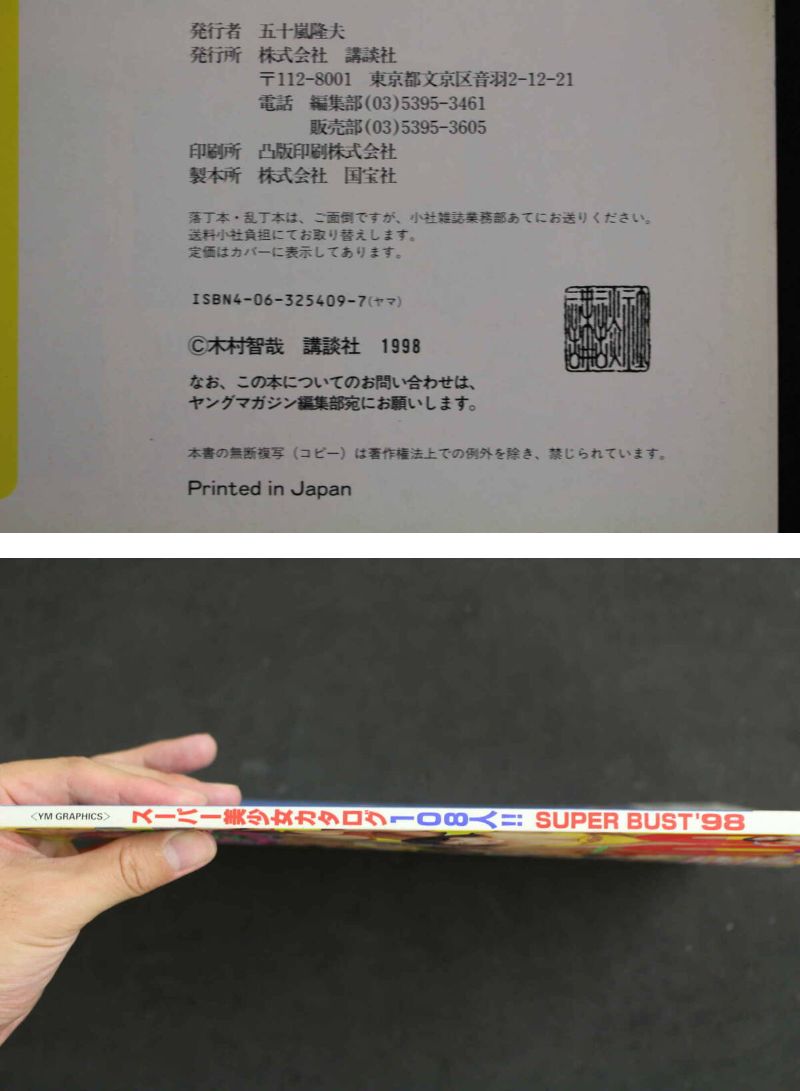 発行者　五十嵐隆夫
発行所　株式会社　講談社
〒112-8001　東京都文京区音羽2-12-21
電話　編集部(03)5395-3461
販売部(03)5395-3605
印刷所　凸版印刷株式会社
製本所　株式会社　国宝社
落丁本・乱丁本は、ご面倒ですが、小社雑誌業務部あてにお送りください。
送料小社負担にてお取り替えします。
定価はカバーに表示してあります。
ISBN4-06-325409-7(ヤマ)
©木村智哉　講談社　1998
なお、この本についてのお問い合わせは、
ヤングマガジン編集部宛にお願いします。
本書の無断複写（コピー）は著作権法上での例外を除き、禁じられています。
Printed in Japan
〈YM GRAPHICS〉 スーパー美少女カタログ108人!! SUPER BUST'98